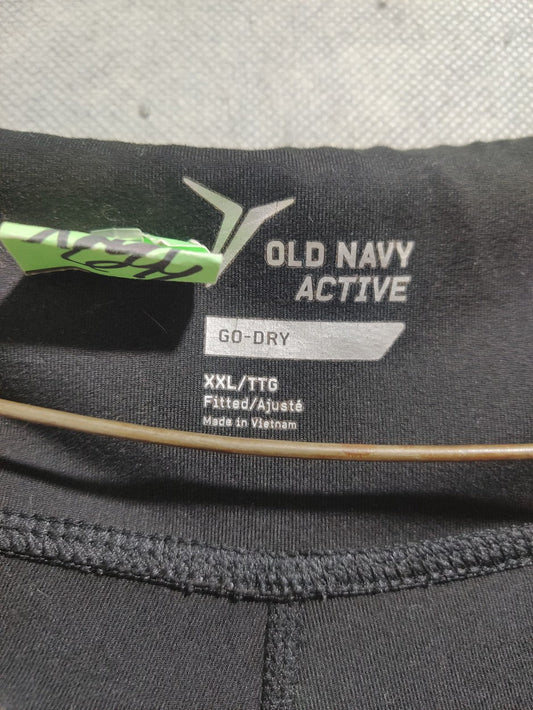 OLD NAVY
ACTIVE
GO-DRY
XXL/TTG
Fitted/Ajusté
Made in Vietnam